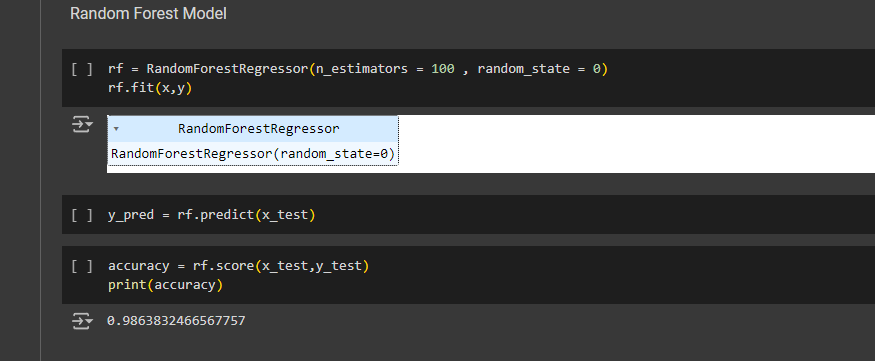 Random Forest Model
[ ] rf = RandomForestRegressor(n_estimators = 100 , random_state = 0)
rf.fit(x,y)
RandomForestRegressor
RandomForestRegressor(random_state=0)
[ ] y_pred = rf.predict(x_test)
[ ] accuracy = rf.score(x_test,y_test)
print(accuracy)
0.9863832466567757